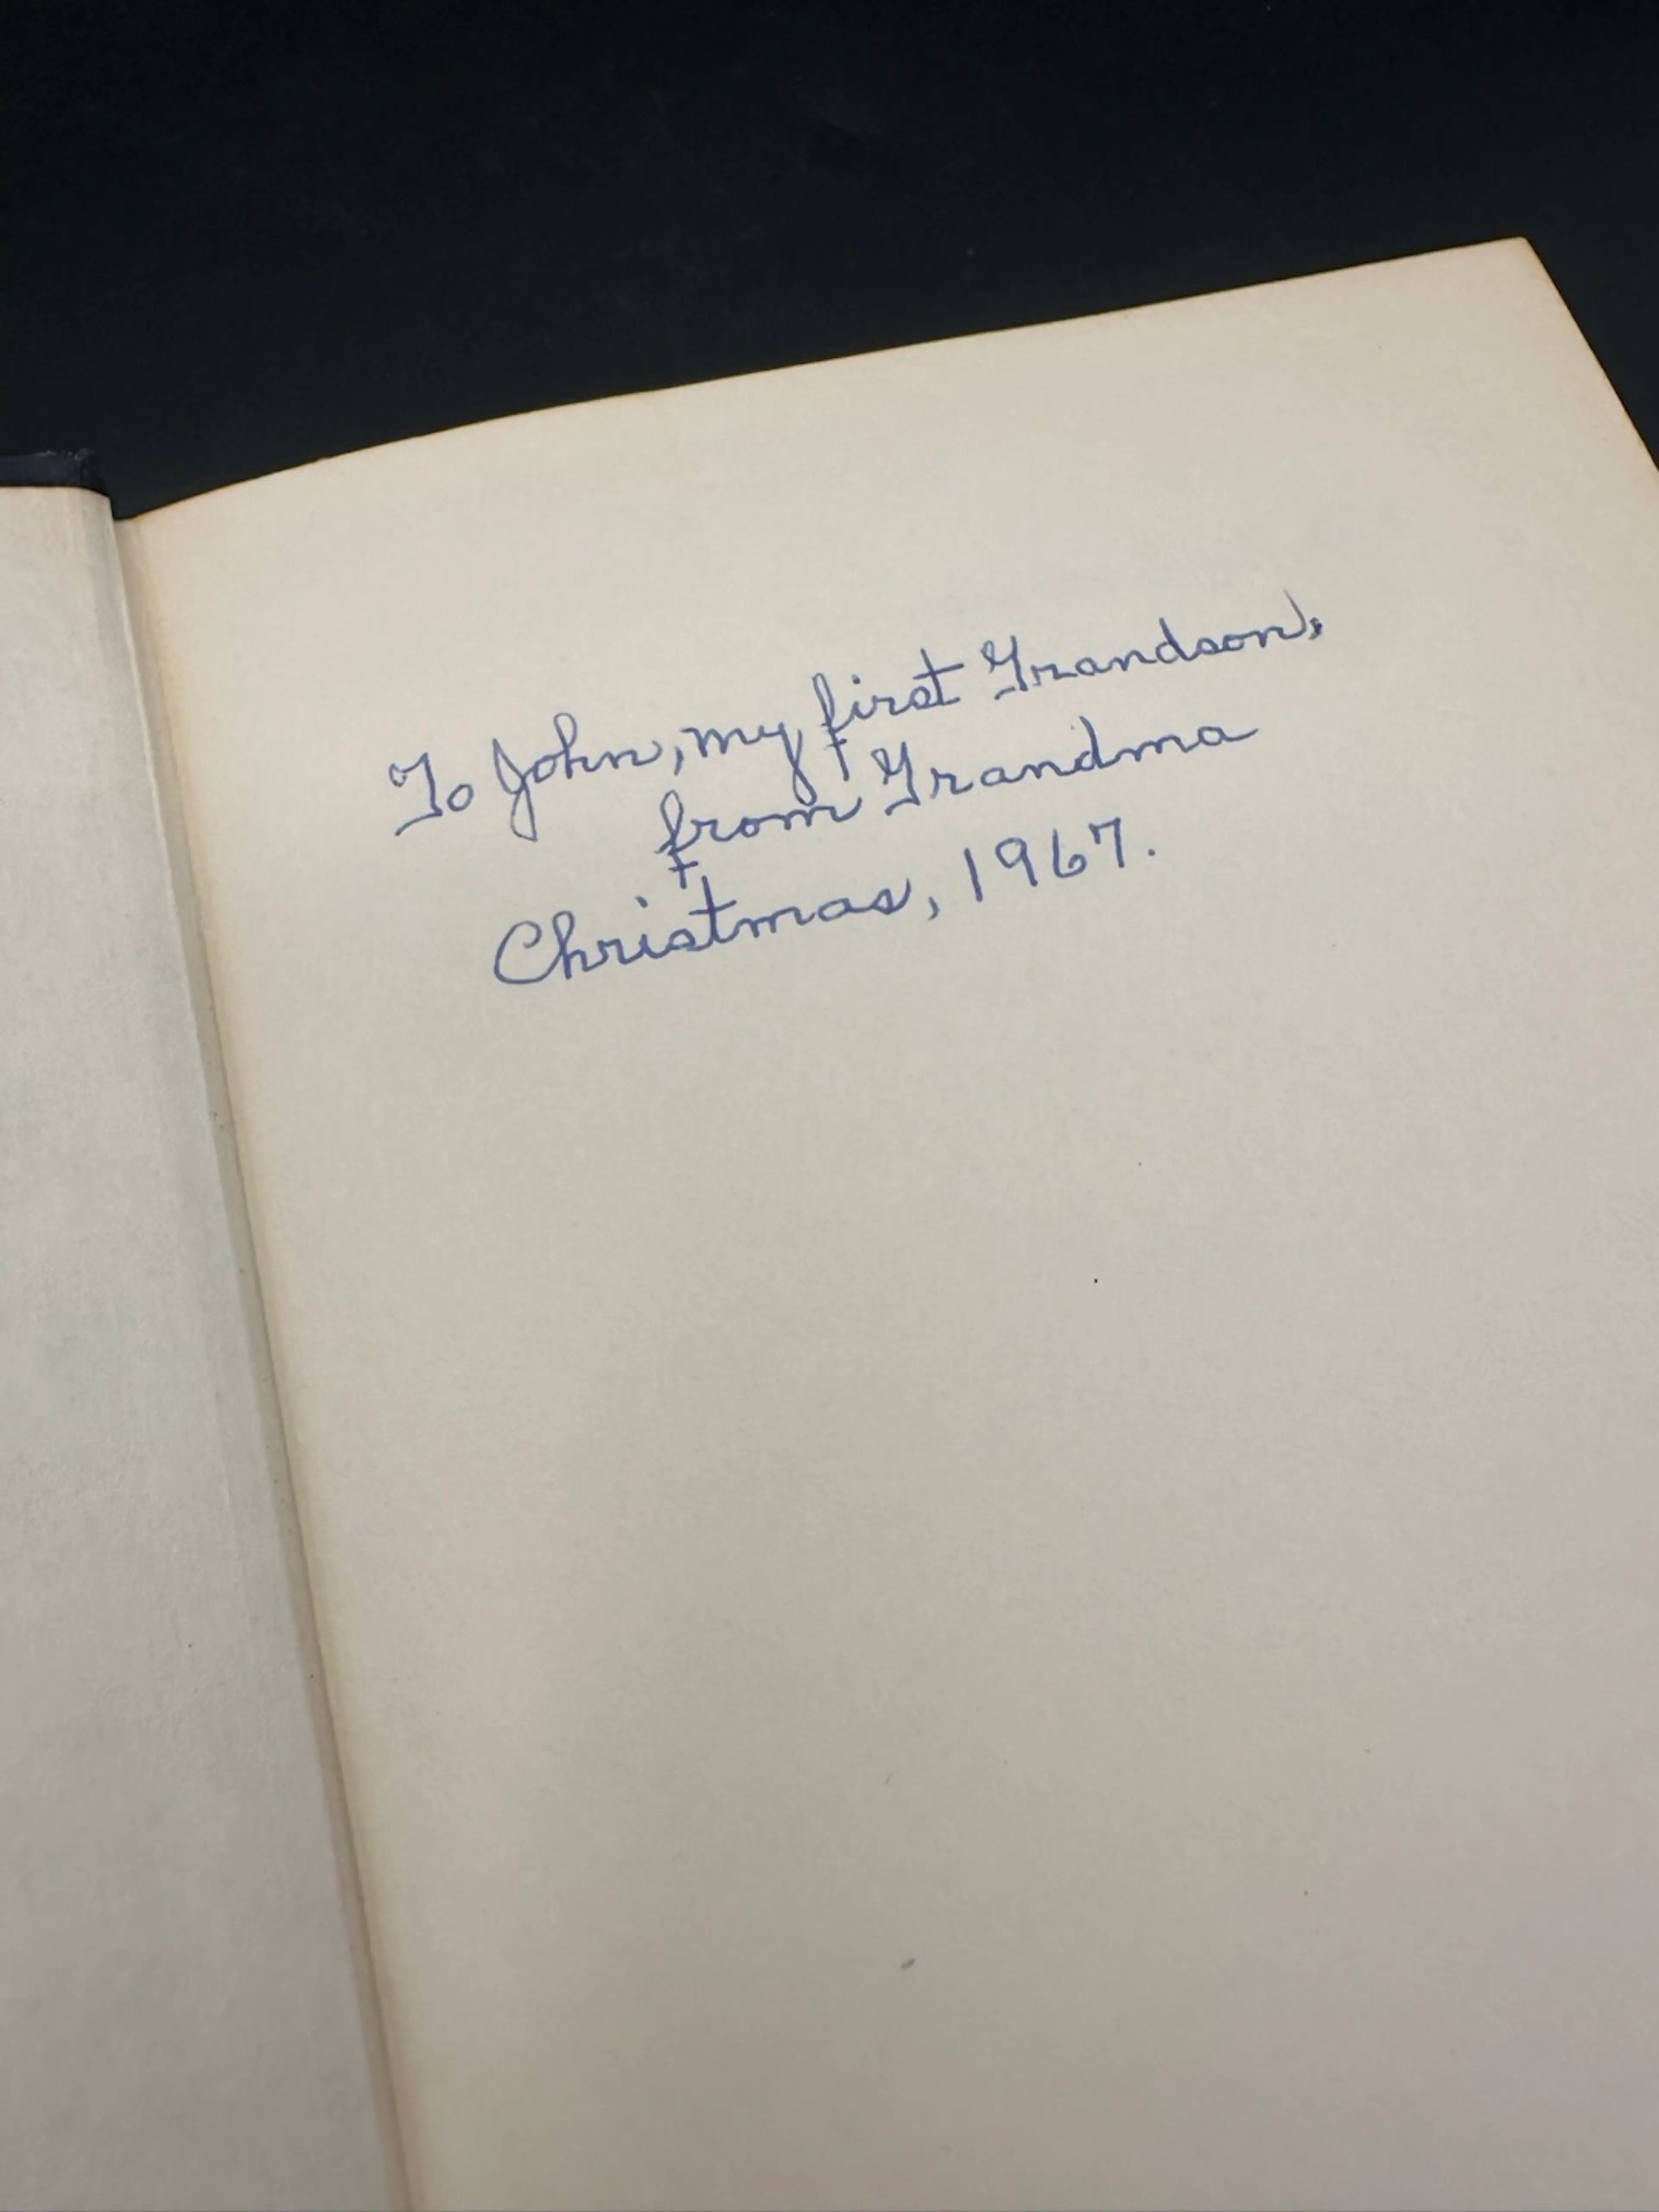 To John, my first Grandson,
from Grandma
Christmas, 1967.